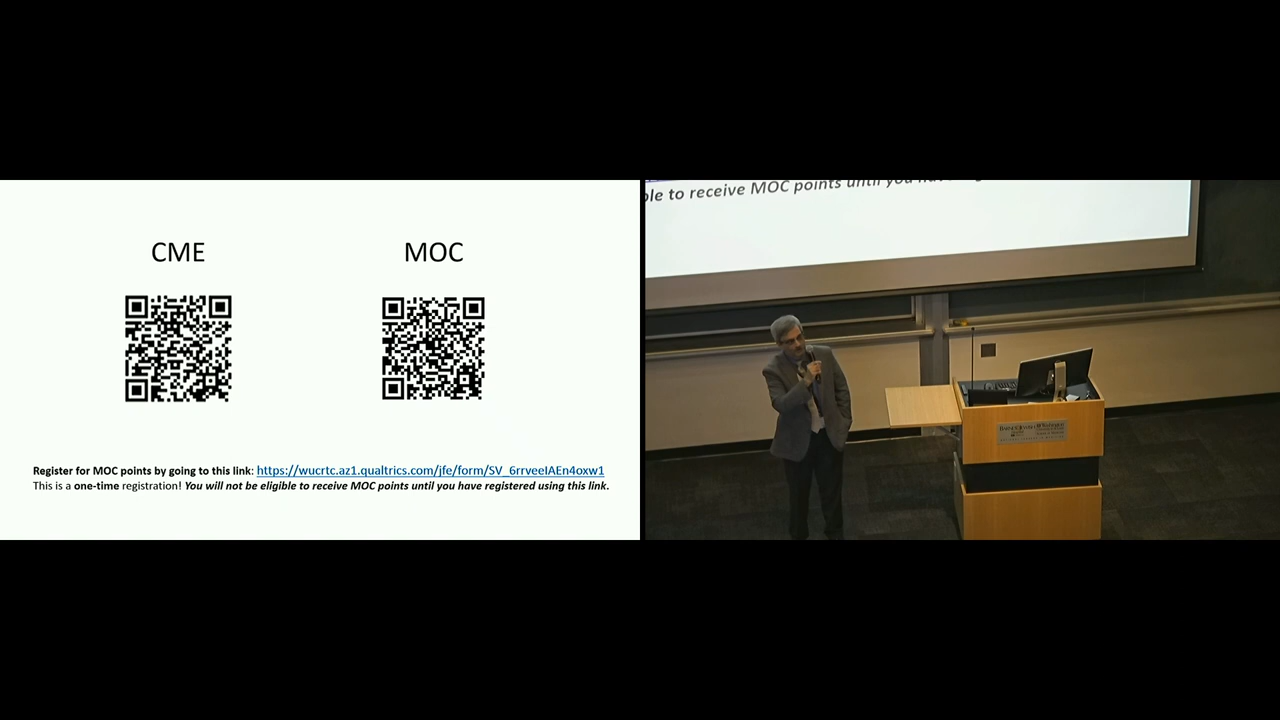 CME
MOC
Register for MOC points by going to this link: https://wucrtc.az1.qualtrics.com/jfe/form/SV_6rrveeIAEn4oxw1
This is a one-time registration! You will not be eligible to receive MOC points until you have registered using this link.
to receive MOC points until you